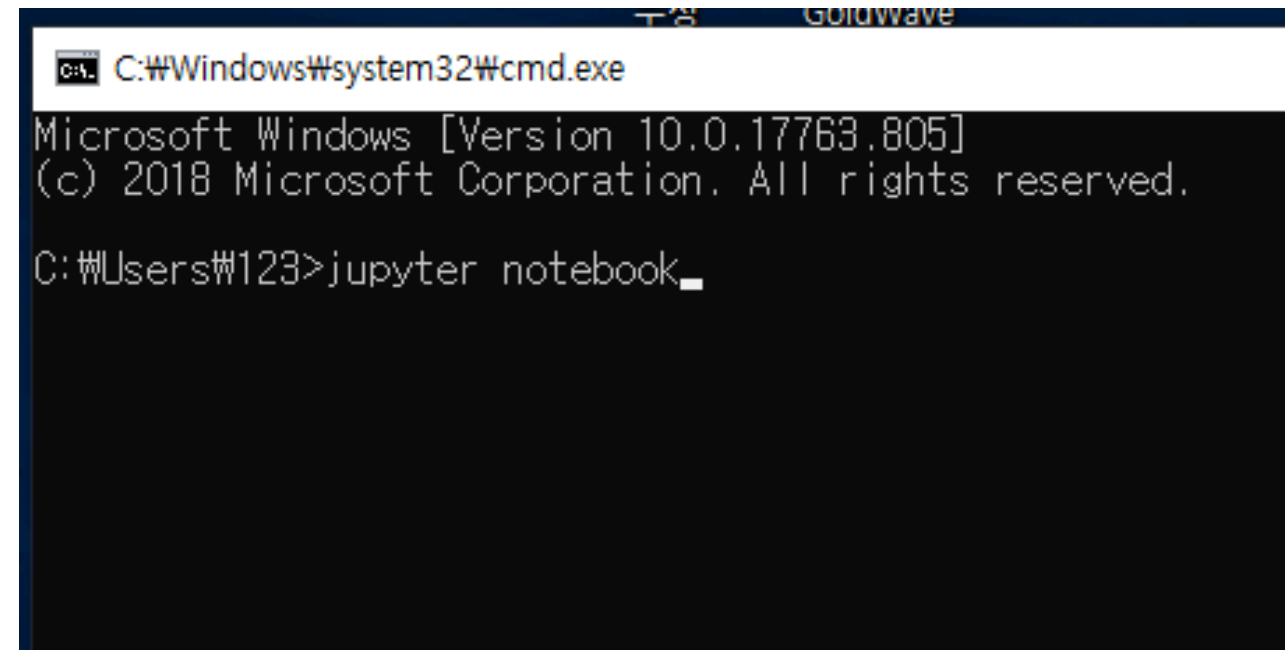 GoldWave
C:₩Windows₩system32₩cmd.exe
Microsoft Windows [Version 10.0.17763.805]
(c) 2018 Microsoft Corporation. All rights reserved.
C:₩Users₩123>jupyter notebook